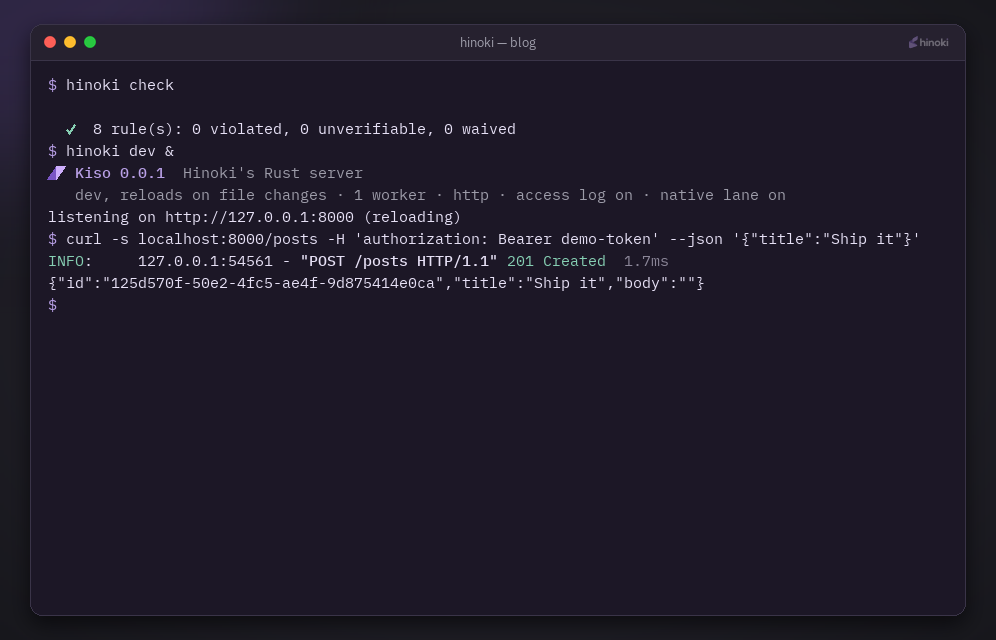 hinoki — blog
hinoki
$ hinoki check
✓ 8 rule(s): 0 violated, 0 unverifiable, 0 waived
$ hinoki dev &
Kiso 0.0.1  Hinoki's Rust server
dev, reloads on file changes · 1 worker · http · access log on · native lane on
listening on http://127.0.0.1:8000 (reloading)
$ curl -s localhost:8000/posts -H 'authorization: Bearer demo-token' --json '{"title":"Ship it"}'
INFO:     127.0.0.1:54561 - "POST /posts HTTP/1.1" 201 Created  1.7ms
{"id":"125d570f-50e2-4fc5-ae4f-9d875414e0ca","title":"Ship it","body":""}
$